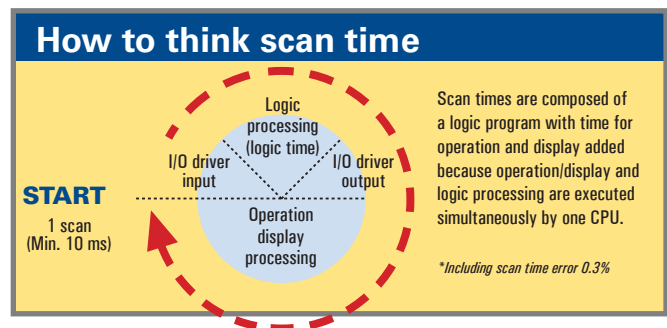 How to think scan time
Logic
processing
(logic time)
I/O driver
input
I/O driver
output
START
1 scan
(Min. 10 ms)
Operation
display
processing
Scan times are composed of
a logic program with time for
operation and display added
because operation/display and
logic processing are executed
simultaneously by one CPU.
*Including scan time error 0.3%